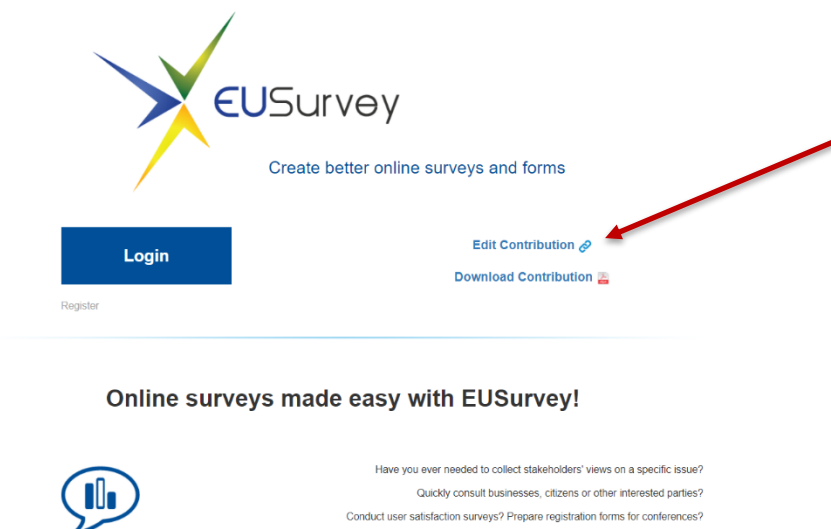 EUSurvey
Create better online surveys and forms
Login
Edit Contribution
Download Contribution
Register
Online surveys made easy with EUSurvey!
Have you ever needed to collect stakeholders' views on a specific issue?
Quickly consult businesses, citizens or other interested parties?
Conduct user satisfaction surveys? Prepare registration forms for conferences?